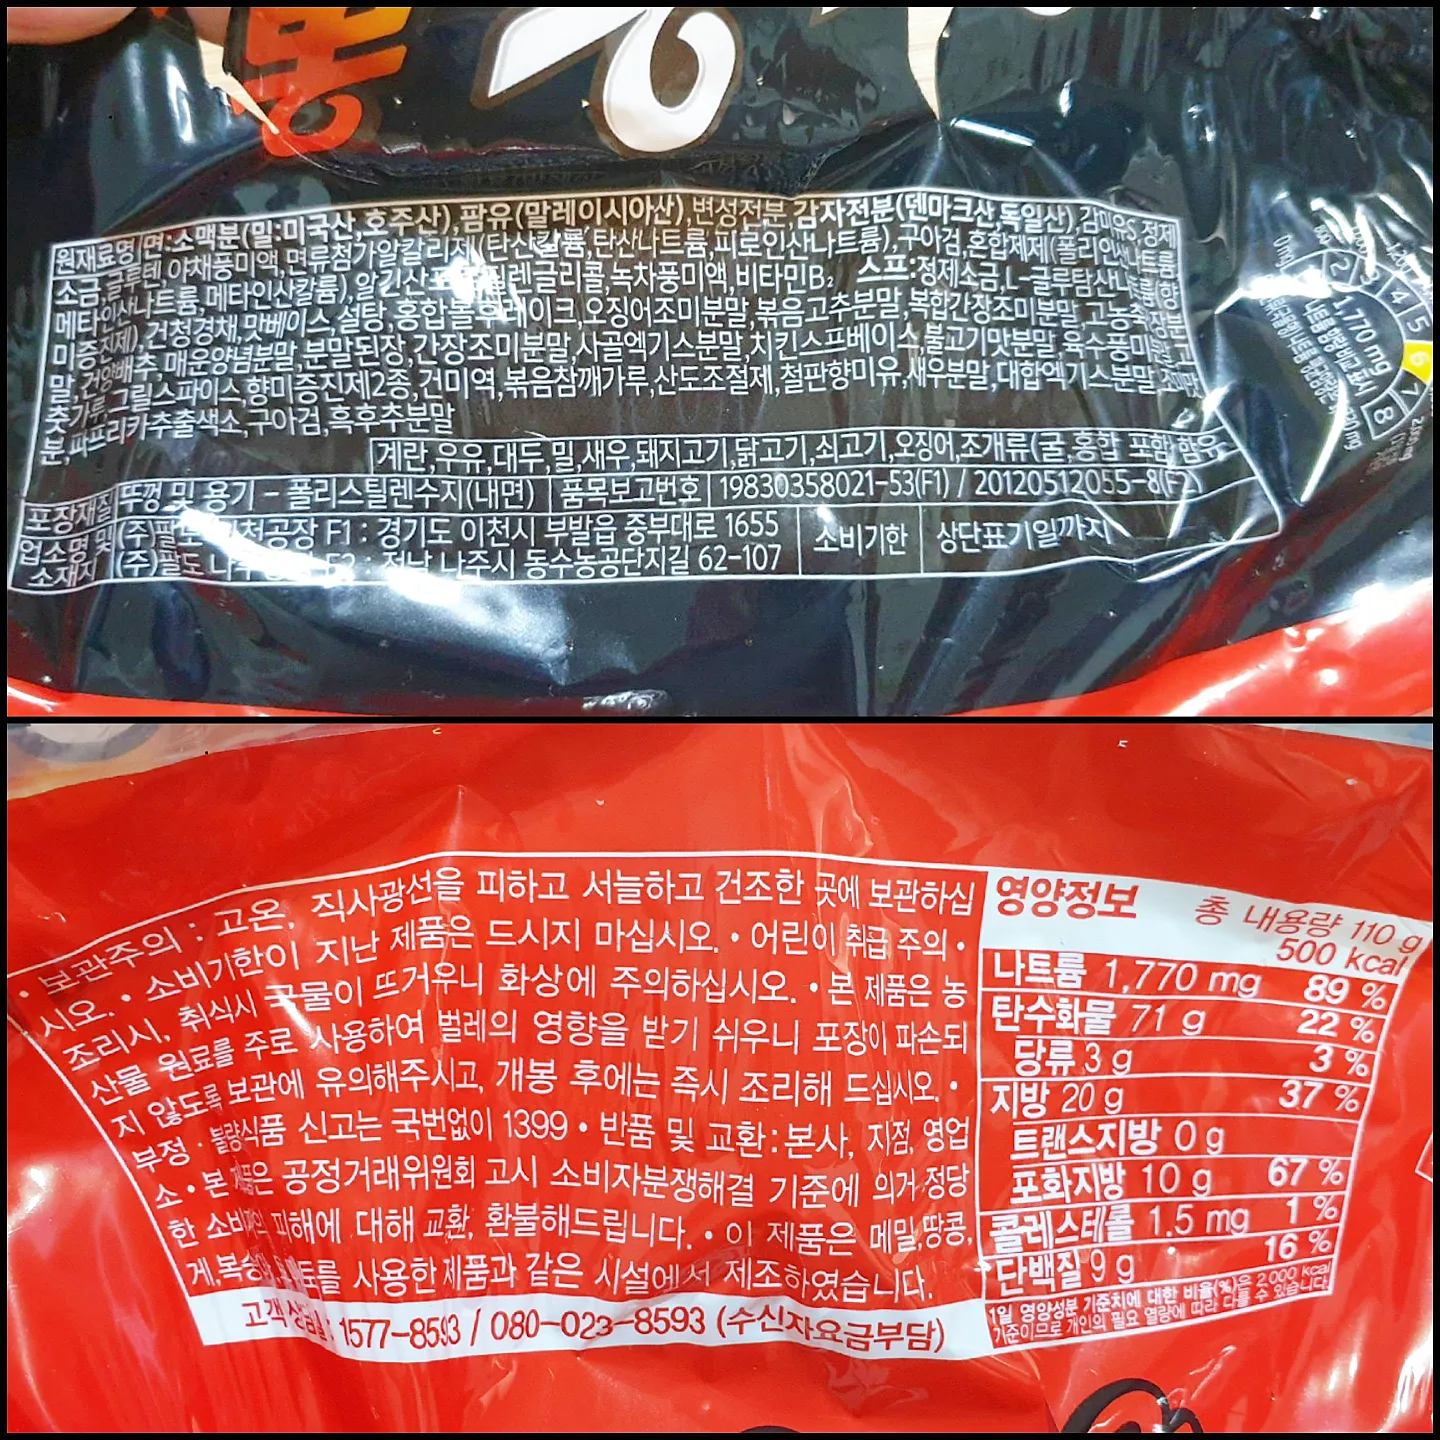 원재료명 면:소맥분(밀:미국산,호주산),팜유(말레이시아산),변성전분,감자전분(덴마크산,독일산),감미유S,정제
소금,글루텐,야채풍미액,면류첨가알칼리제(탄산칼륨,탄산나트륨,피로인산나트륨),구아검,혼합제제(폴리인산나트륨,
메타인산나트륨,메타인산칼륨),알긴산프로필렌글리콜,녹차풍미액,비타민B₂ 스프:정제소금,L-글루탐산나트륨(향
미증진제),건청경채,맛베이스,설탕,홍합볼후레이크,오징어조미분말,볶음고추분말,복합간장조미분말,고농축
말,건양배추,매운양념분말,분말된장,간장조미분말,사골엑기스분말,치킨스프베이스,불고기맛분말,육수풍미분말,고
춧가루,그릴스파이스,향미증진제2종,건미역,볶음참깨가루,산도조절제,철판향미유,새우분말,대합엑기스분말,
분,파프리카추출색소,구아검,흑후추분말
계란,우유,대두,밀,새우,돼지고기,닭고기,쇠고기,오징어,조개류(굴,홍합 포함) 함유
포장재질 뚜껑 및 용기 - 폴리스틸렌수지(내면) 품목보고번호 19830358021-53(F1) / 20120512055-8(F2)
업소명 및 소재지 (주)팔도 이천공장 F1 : 경기도 이천시 부발읍 중부대로 1655
(주)팔도 나주공장 F2 : 전남 나주시 동수농공단지길 62-107
소비기한 상단표기일까지
2 3 4 5 6 7 8
1,770 mg
• 보관주의 : 고온, 직사광선을 피하고 서늘하고 건조한 곳에 보관하십
시오. • 소비기한이 지난 제품은 드시지 마십시오. • 어린이 취급 주의 •
조리시, 취식시 국물이 뜨거우니 화상에 주의하십시오. • 본 제품은 농
산물 원료를 주로 사용하여 벌레의 영향을 받기 쉬우니 포장이 파손되
지 않도록 보관에 유의해주시고, 개봉 후에는 즉시 조리해 드십시오. •
부정 · 불량식품 신고는 국번없이 1399 • 반품 및 교환:본사, 지점, 영업
소 • 본 제품은 공정거래위원회 고시 소비자분쟁해결 기준에 의거 정당
한 소비자의 피해에 대해 교환, 환불해드립니다. • 이 제품은 메밀,땅콩,
게,복숭아,토마토를 사용한 제품과 같은 시설에서 제조하였습니다.
고객상담실 : 1577-8593 / 080-023-8593 (수신자요금부담)
영양정보 총 내용량 110 g
500 kcal
나트륨 1,770 mg 89 %
탄수화물 71 g 22 %
당류 3 g 3 %
지방 20 g 37 %
트랜스지방 0 g
포화지방 10 g 67 %
콜레스테롤 1.5 mg 1 %
단백질 9 g 16 %
1일 영양성분 기준치에 대한 비율(%)은 2,000 kcal
기준이므로 개인의 필요 열량에 따라 다를 수 있습니다.